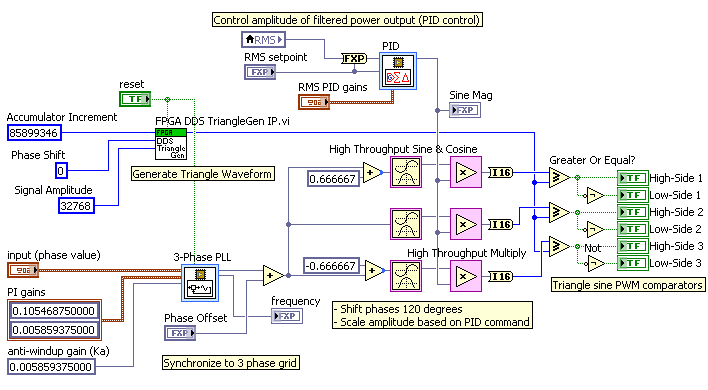 Control amplitude of filtered power output (PID control)
RMS
PID
FXP
RMS setpoint
FXP
reset
TF
RMS PID gains
Sine Mag
FXP
Accumulator Increment
85899346
FPGA DDS TriangleGen IP.vi
FPGA
DDS
Triangle
Gen
Phase Shift
0
High Throughput Sine & Cosine
Greater Or Equal?
Generate Triangle Waveform
0.666667
I16
TF
High-Side 1
Signal Amplitude
32768
TF
Low-Side 1
TF
High-Side 2
I16
TF
Low-Side 2
input (phase value)
3-Phase PLL
High Throughput Multiply
Not
TF
High-Side 3
-0.666667
I16
TF
Low-Side 3
PI gains
Triangle sine PWM comparators
0.105468750000
0.005859375000
frequency
FXP
- Shift phases 120 degrees
- Scale amplitude based on PID command
Phase Offset
FXP
anti-windup gain (Ka)
0.005859375000
Synchronize to 3 phase grid